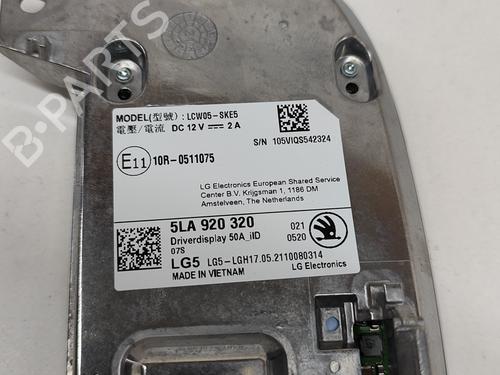 MODEL(型號) : LCW05-SKE5
電壓/電流 DC 12 V ⎓ 2 A
S/N 105VIQS542324
E11 10R-0511075
LG Electronics European Shared Service
Center B.V. Krijgsman 1, 1186 DM
Amstelveen, The Netherlands
5LA 920 320 021
Driverdisplay 50A_iID 0520
07S
LG5 LG5-LGH17.05.2110080314
MADE IN VIETNAM LG Electronics
B-PARTS